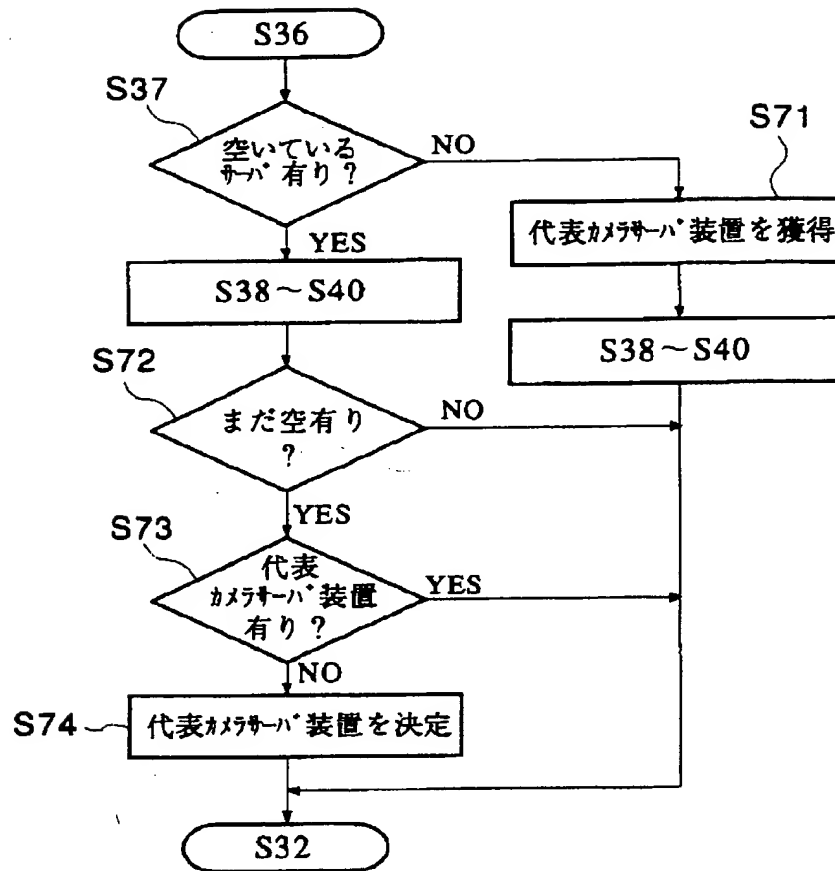 S36
S37
空いている
サーバ有り?
NO
S71
代表カメラサーバ装置を獲得
YES
S38~S40
S38~S40
S72
まだ空有り
?
NO
YES
S73
代表
カメラサーバ装置
有り?
YES
NO
S74
代表カメラサーバ装置を決定
S32